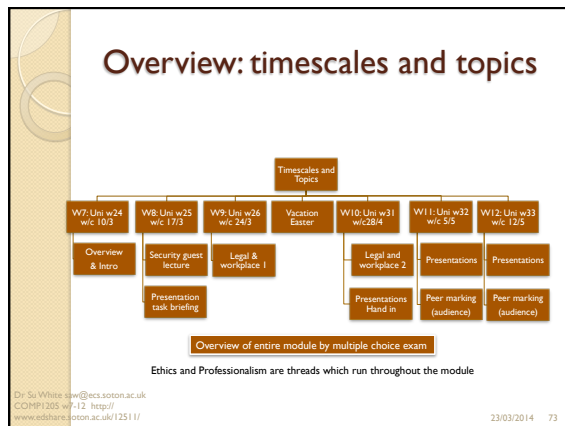 Overview: timescales and topics
Timescales and
Topics
W7: Uni w24
w/c 10/3
W8: Uni w25
w/c 17/3
W9: Uni w26
w/c 24/3
Vacation
Easter
W10: Uni w31
w/c28/4
W11: Uni w32
w/c 5/5
W12: Uni w33
w/c 12/5
Overview
& Intro
Security guest
lecture
Legal &
workplace 1
Legal and
workplace 2
Presentations
Presentations
Presentation
task briefing
Presentations
Hand in
Peer marking
(audience)
Peer marking
(audience)
Overview of entire module by multiple choice exam
Ethics and Professionalism are threads which run throughout the module
Dr Su White saw@ecs.soton.ac.uk
COMP1205 w7-12 http://
www.edshare.soton.ac.uk/12511/
23/03/2014 73